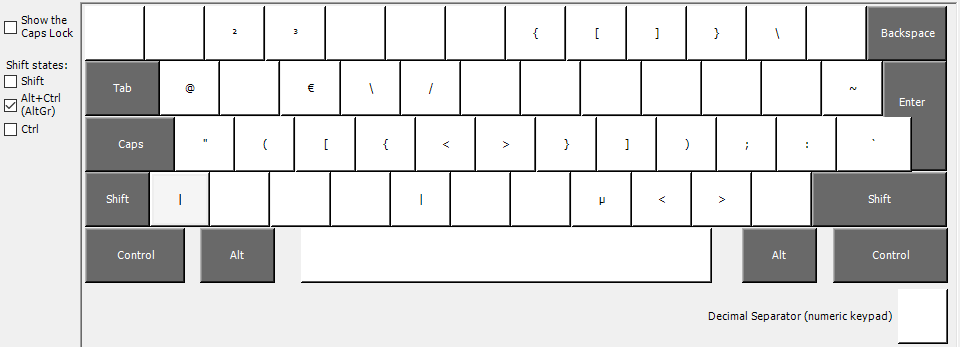 Show the
Caps Lock
Shift states:
Shift
Alt+Ctrl
(AltGr)
Ctrl
² ³ { [ ] } \ Backspace
Tab @ € \ / ~ Enter
Caps " ( [ { < > } ] ) ; : `
Shift | | µ < > Shift
Control Alt Alt Control
Decimal Separator (numeric keypad)